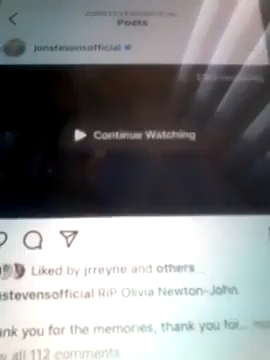 Posts
jonstevensofficial
Continue Watching
Liked by jrreyne and others
stevensofficial RIP Olivia Newton-John.
nk you for the memories, thank you for...
all 112 comments